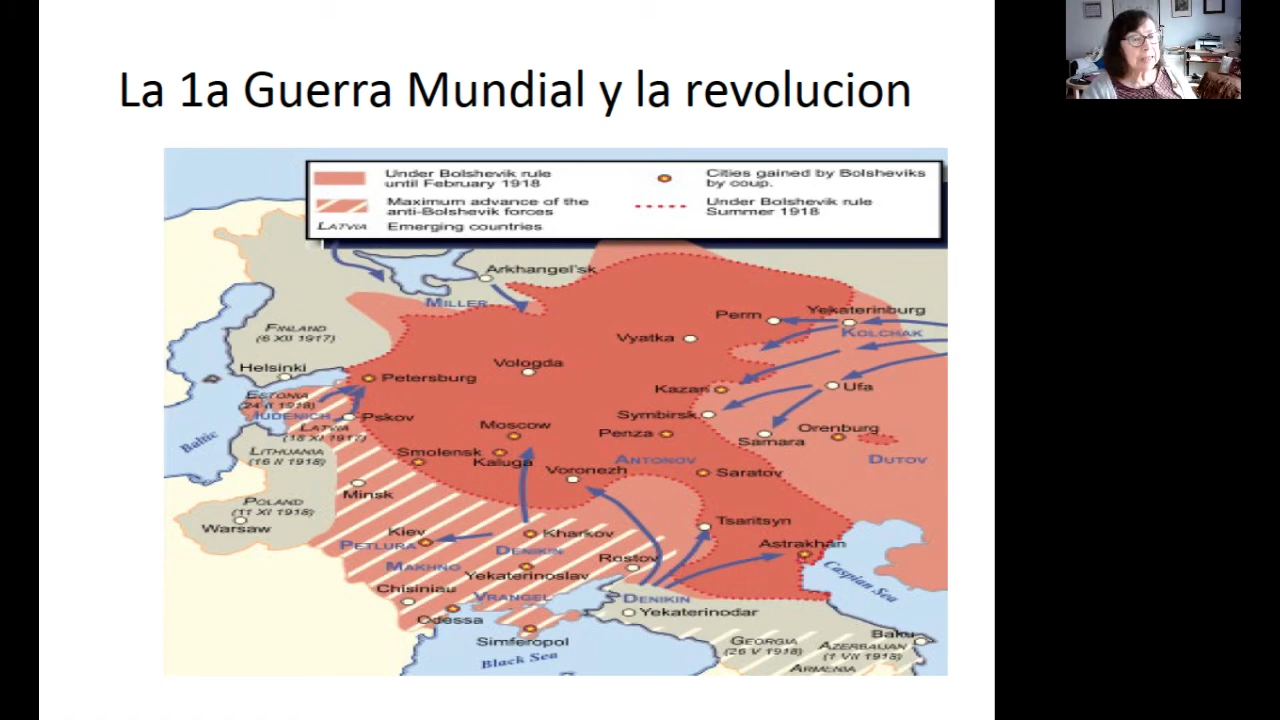 La 1a Guerra Mundial y la revolucion
Under Bolshevik rule
until February 1918
Maximum advance of the
anti-Bolshevik forces
LATVIA
Emerging countries
Cities gained by Bolsheviks
by coup.
Under Bolshevik rule
Summer 1918
Arkhangel'sk
MILLER
Perm
Yekaterinburg
KOLCHAK
FINLAND
(6 XII 1917)
Vyatka
Vologda
Helsinki
Petersburg
Kazan
Ufa
ESTONIA
(24 II 1918)
IUDENICH
Pskov
Symbirsk
LATVIA
(18 XI 1917)
Baltic
Moscow
Penza
Samara
Orenburg
LITHUANIA
(16 II 1918)
Smolensk
Kaluga
ANTONOV
DUTOV
Voronezh
Saratov
Minsk
POLAND
(11 XI 1918)
Warsaw
Tsaritsyn
Kiev
Kharkov
PETLURA
DENIKIN
Astrakhan
Rostov
MAKHNO
Yekaterinoslav
Caspian Sea
Chisiniau
VRANGEL
DENIKIN
Odessa
Yekaterinodar
Simferopol
Black Sea
GEORGIA
(26 V 1918)
Baku
AZERBAIJAN
(1 VII 1918)
ARMENIA